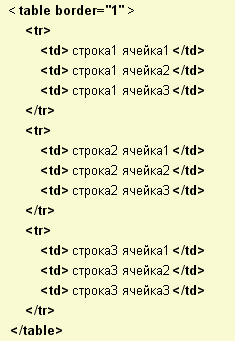 < table border="1" >
<tr>
<td> строка1 ячейка1 </td>
<td> строка1 ячейка2 </td>
<td> строка1 ячейка3 </td>
</tr>
<tr>
<td> строка2 ячейка1 </td>
<td> строка2 ячейка2 </td>
<td> строка2 ячейка3 </td>
</tr>
<tr>
<td> строка3 ячейка1 </td>
<td> строка3 ячейка2 </td>
<td> строка3 ячейка3 </td>
</tr>
</table>